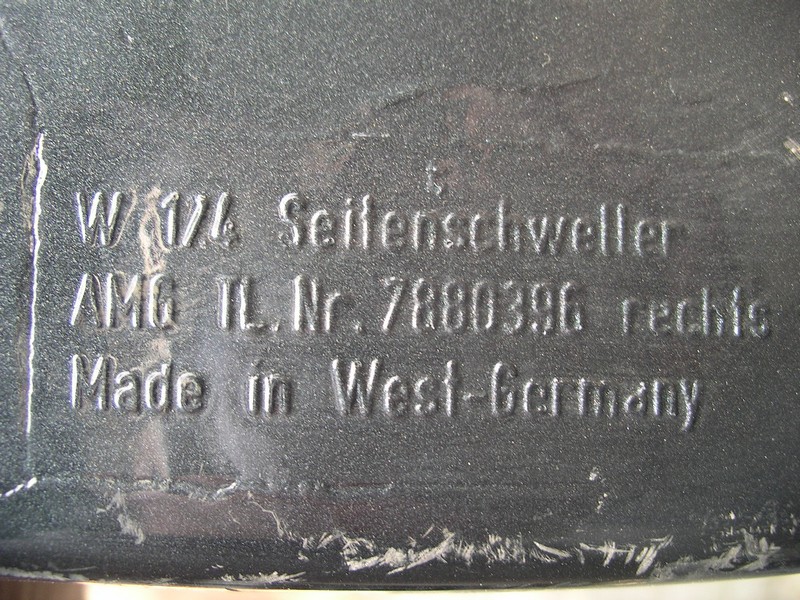 W 124 Seitenschweller
AMG TL.Nr. 7880396 rechts
Made in West-Germany